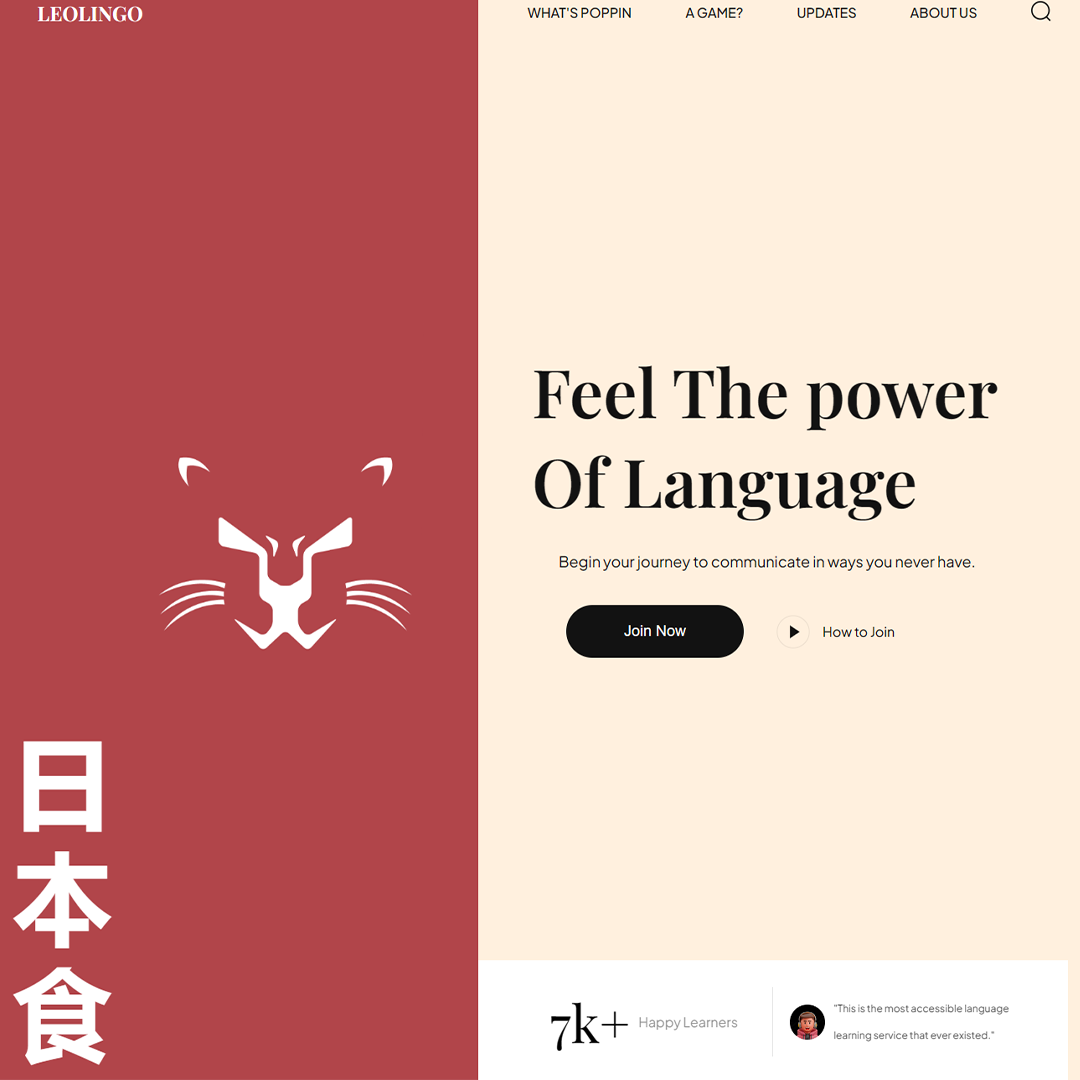 LEOLINGO
WHAT'S POPPIN
A GAME?
UPDATES
ABOUT US
Feel The power
Of Language
Begin your journey to communicate in ways you never have.
Join Now
How to Join
日本食
7k+
Happy Learners
"This is the most accessible language
learning service that ever existed."